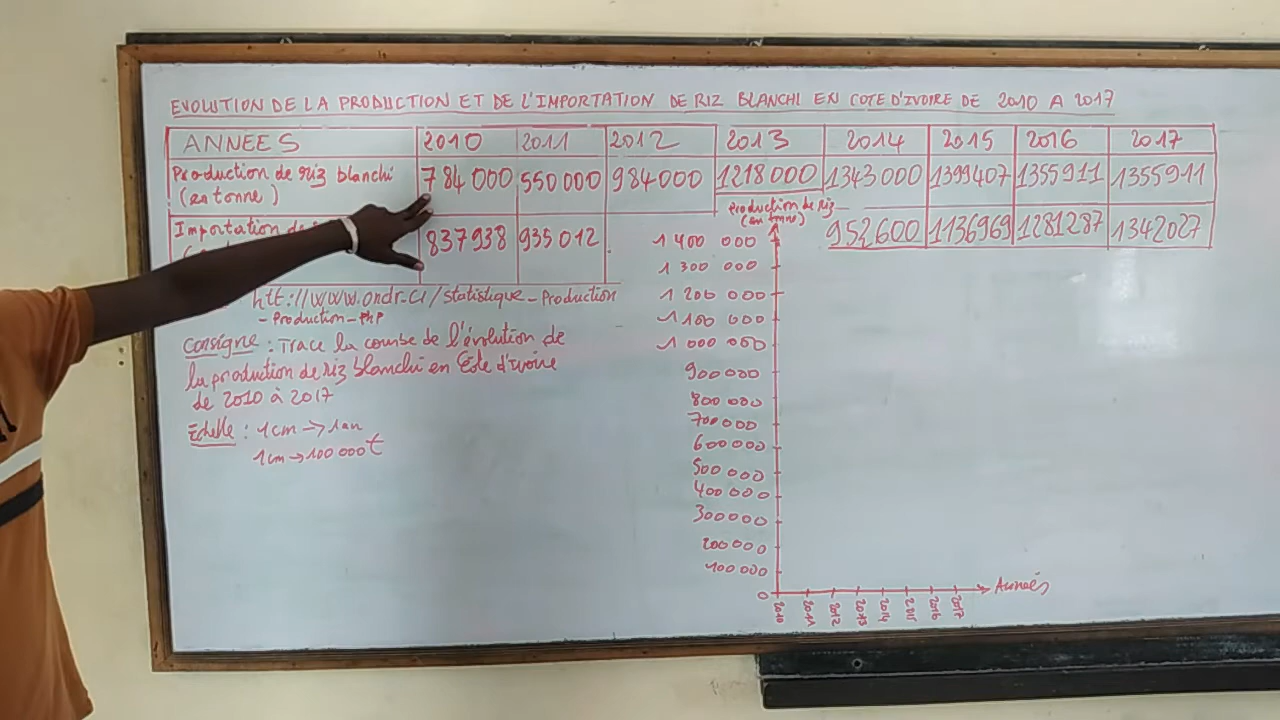 EVOLUTION DE LA PRODUCTION ET DE L'IMPORTATION DE RIZ BLANCHI EN COTE D'IVOIRE DE 2010 A 2017
ANNEES 2010 2011 2012 2013 2014 2015 2016 2017
Production de riz blanchi (en tonne) 784 000 550 000 984 000 1218 000 1343 000 1399 407 1355911 1355911
Importation de 837938 935 012 952600 1136969 1281287 1342027
htt://www.ondr.ci/statistique_Production
-Production-PhP
Consigne : Trace la courbe de l'évolution de
la production de riz blanchi en Côte d'Ivoire
de 2010 à 2017
Echelle : 1cm → 1an
1cm → 100 000 t
Production de riz
(en tonne)
1 400 000
1 300 000
1 200 000
1 100 000
1 000 000
900 000
800 000
700 000
600 000
500 000
400 000
300 000
200 000
100 000
0
2010 2011 2012 2013 2014 2015 2016 2017
Années